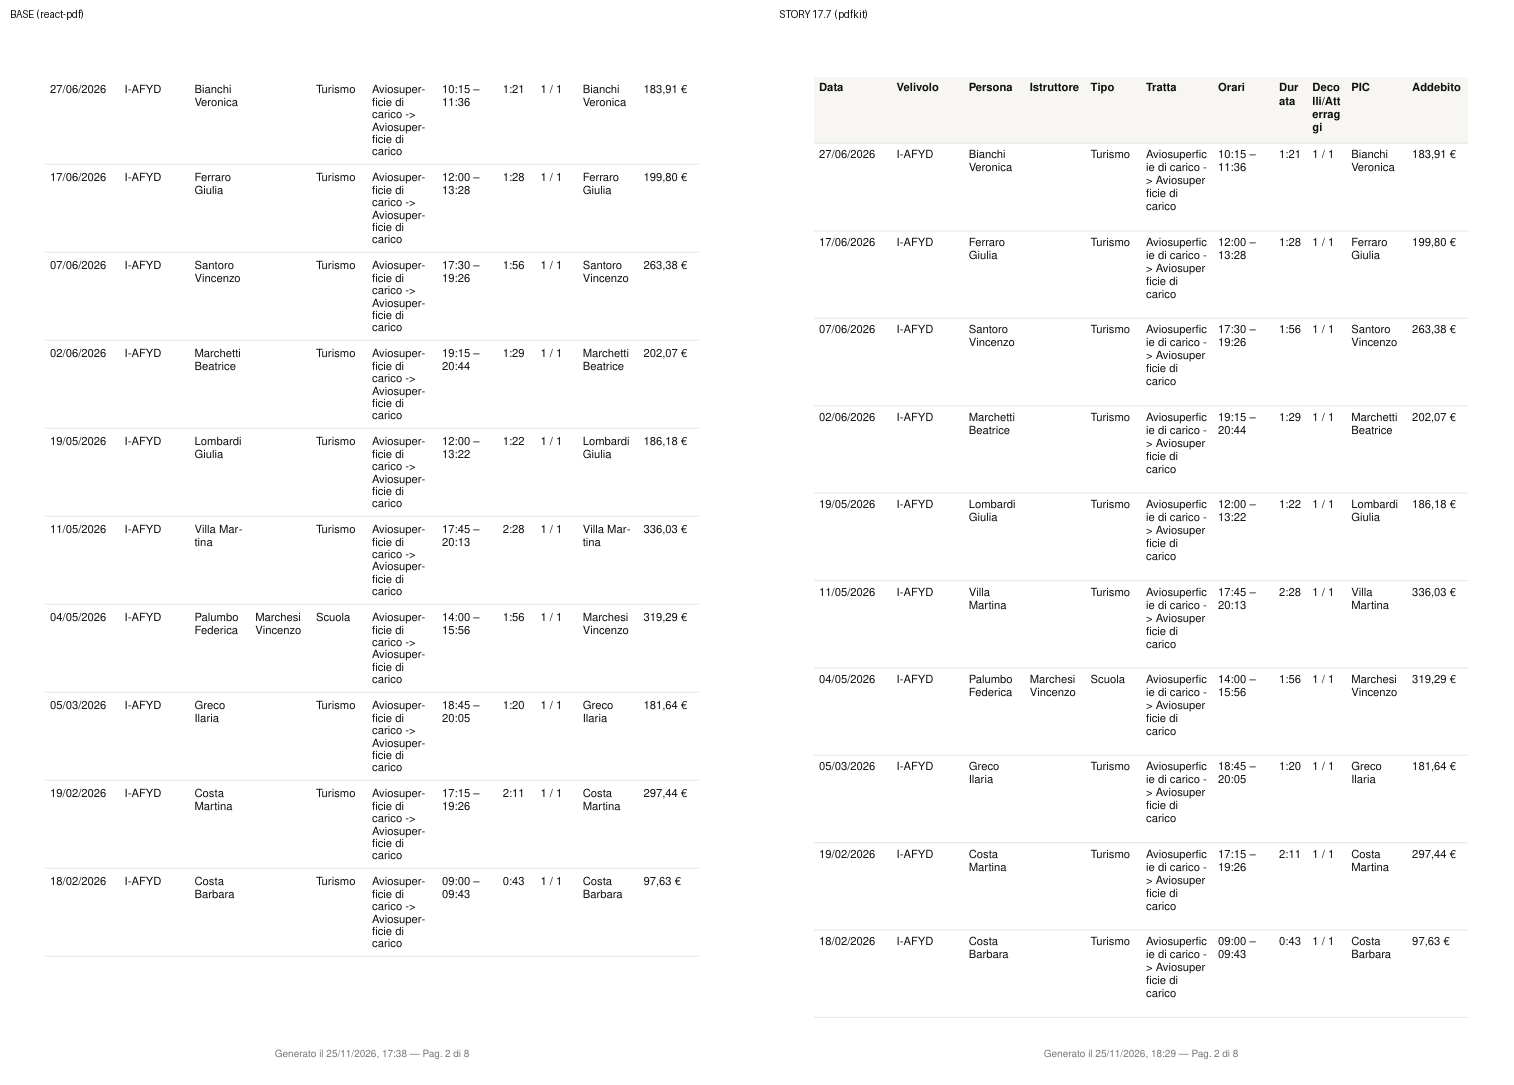 BASE (react-pdf)
27/06/2026 I-AFYD Bianchi Turismo Aviosuper- 10:15 – 1:21 1 / 1 Bianchi 183,91 €
Veronica ficie di 11:36 Veronica
carico ->
Aviosuper-
ficie di
carico
17/06/2026 I-AFYD Ferraro Turismo Aviosuper- 12:00 – 1:28 1 / 1 Ferraro 199,80 €
Giulia ficie di 13:28 Giulia
carico ->
Aviosuper-
ficie di
carico
07/06/2026 I-AFYD Santoro Turismo Aviosuper- 17:30 – 1:56 1 / 1 Santoro 263,38 €
Vincenzo ficie di 19:26 Vincenzo
carico ->
Aviosuper-
ficie di
carico
02/06/2026 I-AFYD Marchetti Turismo Aviosuper- 19:15 – 1:29 1 / 1 Marchetti 202,07 €
Beatrice ficie di 20:44 Beatrice
carico ->
Aviosuper-
ficie di
carico
19/05/2026 I-AFYD Lombardi Turismo Aviosuper- 12:00 – 1:22 1 / 1 Lombardi 186,18 €
Giulia ficie di 13:22 Giulia
carico ->
Aviosuper-
ficie di
carico
11/05/2026 I-AFYD Villa Mar- Turismo Aviosuper- 17:45 – 2:28 1 / 1 Villa Mar- 336,03 €
tina ficie di 20:13 tina
carico ->
Aviosuper-
ficie di
carico
04/05/2026 I-AFYD Palumbo Marchesi Scuola Aviosuper- 14:00 – 1:56 1 / 1 Marchesi 319,29 €
Federica Vincenzo ficie di 15:56 Vincenzo
carico ->
Aviosuper-
ficie di
carico
05/03/2026 I-AFYD Greco Turismo Aviosuper- 18:45 – 1:20 1 / 1 Greco 181,64 €
Ilaria ficie di 20:05 Ilaria
carico ->
Aviosuper-
ficie di
carico
19/02/2026 I-AFYD Costa Turismo Aviosuper- 17:15 – 2:11 1 / 1 Costa 297,44 €
Martina ficie di 19:26 Martina
carico ->
Aviosuper-
ficie di
carico
18/02/2026 I-AFYD Costa Turismo Aviosuper- 09:00 – 0:43 1 / 1 Costa 97,63 €
Barbara ficie di 09:43 Barbara
carico ->
Aviosuper-
ficie di
carico
Generato il 25/11/2026, 17:38 — Pag. 2 di 8
STORY 17.7 (pdfkit)
Data Velivolo Persona Istruttore Tipo Tratta Orari Dur Deco PIC Addebito
ata lli/Att
errag
gi
27/06/2026 I-AFYD Bianchi Turismo Aviosuperfic 10:15 – 1:21 1 / 1 Bianchi 183,91 €
Veronica ie di carico - 11:36 Veronica
> Aviosuper
ficie di
carico
17/06/2026 I-AFYD Ferraro Turismo Aviosuperfic 12:00 – 1:28 1 / 1 Ferraro 199,80 €
Giulia ie di carico - 13:28 Giulia
> Aviosuper
ficie di
carico
07/06/2026 I-AFYD Santoro Turismo Aviosuperfic 17:30 – 1:56 1 / 1 Santoro 263,38 €
Vincenzo ie di carico - 19:26 Vincenzo
> Aviosuper
ficie di
carico
02/06/2026 I-AFYD Marchetti Turismo Aviosuperfic 19:15 – 1:29 1 / 1 Marchetti 202,07 €
Beatrice ie di carico - 20:44 Beatrice
> Aviosuper
ficie di
carico
19/05/2026 I-AFYD Lombardi Turismo Aviosuperfic 12:00 – 1:22 1 / 1 Lombardi 186,18 €
Giulia ie di carico - 13:22 Giulia
> Aviosuper
ficie di
carico
11/05/2026 I-AFYD Villa Turismo Aviosuperfic 17:45 – 2:28 1 / 1 Villa 336,03 €
Martina ie di carico - 20:13 Martina
> Aviosuper
ficie di
carico
04/05/2026 I-AFYD Palumbo Marchesi Scuola Aviosuperfic 14:00 – 1:56 1 / 1 Marchesi 319,29 €
Federica Vincenzo ie di carico - 15:56 Vincenzo
> Aviosuper
ficie di
carico
05/03/2026 I-AFYD Greco Turismo Aviosuperfic 18:45 – 1:20 1 / 1 Greco 181,64 €
Ilaria ie di carico - 20:05 Ilaria
> Aviosuper
ficie di
carico
19/02/2026 I-AFYD Costa Turismo Aviosuperfic 17:15 – 2:11 1 / 1 Costa 297,44 €
Martina ie di carico - 19:26 Martina
> Aviosuper
ficie di
carico
18/02/2026 I-AFYD Costa Turismo Aviosuperfic 09:00 – 0:43 1 / 1 Costa 97,63 €
Barbara ie di carico - 09:43 Barbara
> Aviosuper
ficie di
carico
Generato il 25/11/2026, 18:29 — Pag. 2 di 8